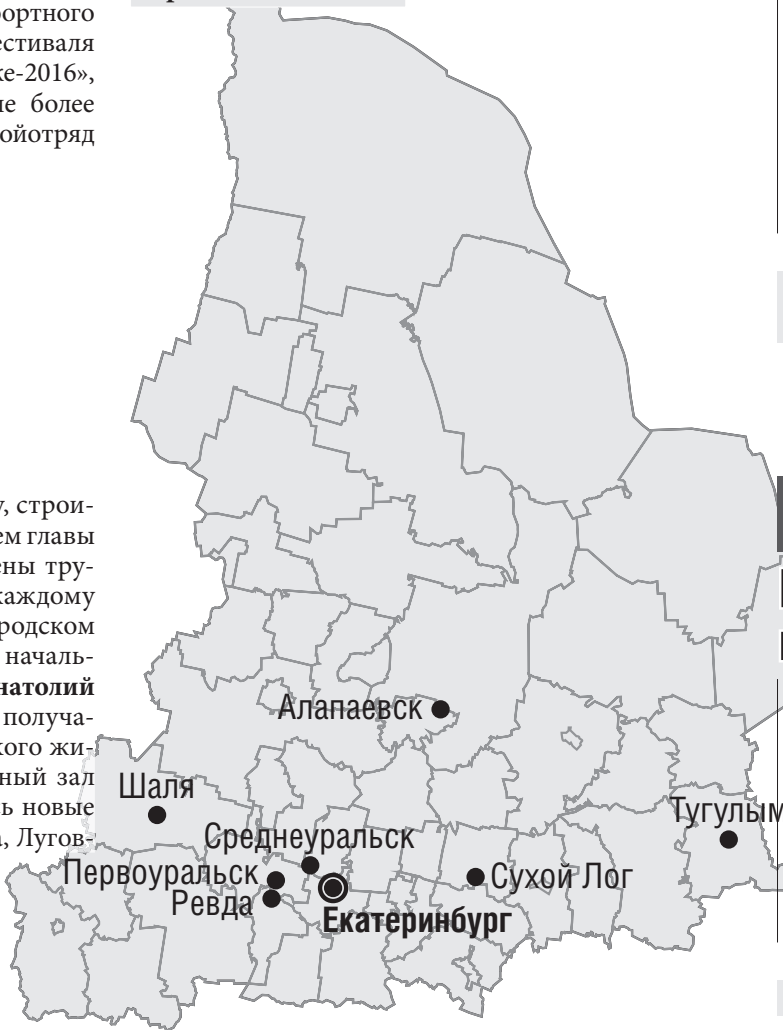 ортного
естиваля
ке-2016»,
ие более
ойотряд
у, строи-
ем главы
ены тру-
каждому
родском
началь-
натолий
получа-
кого жи-
ный зал
ь новые
а, Лугов-
Алапаевск
Шаля
Тугулым
Среднеуральск
Первоуральск
Сухой Лог
Ревда
Екатеринбург